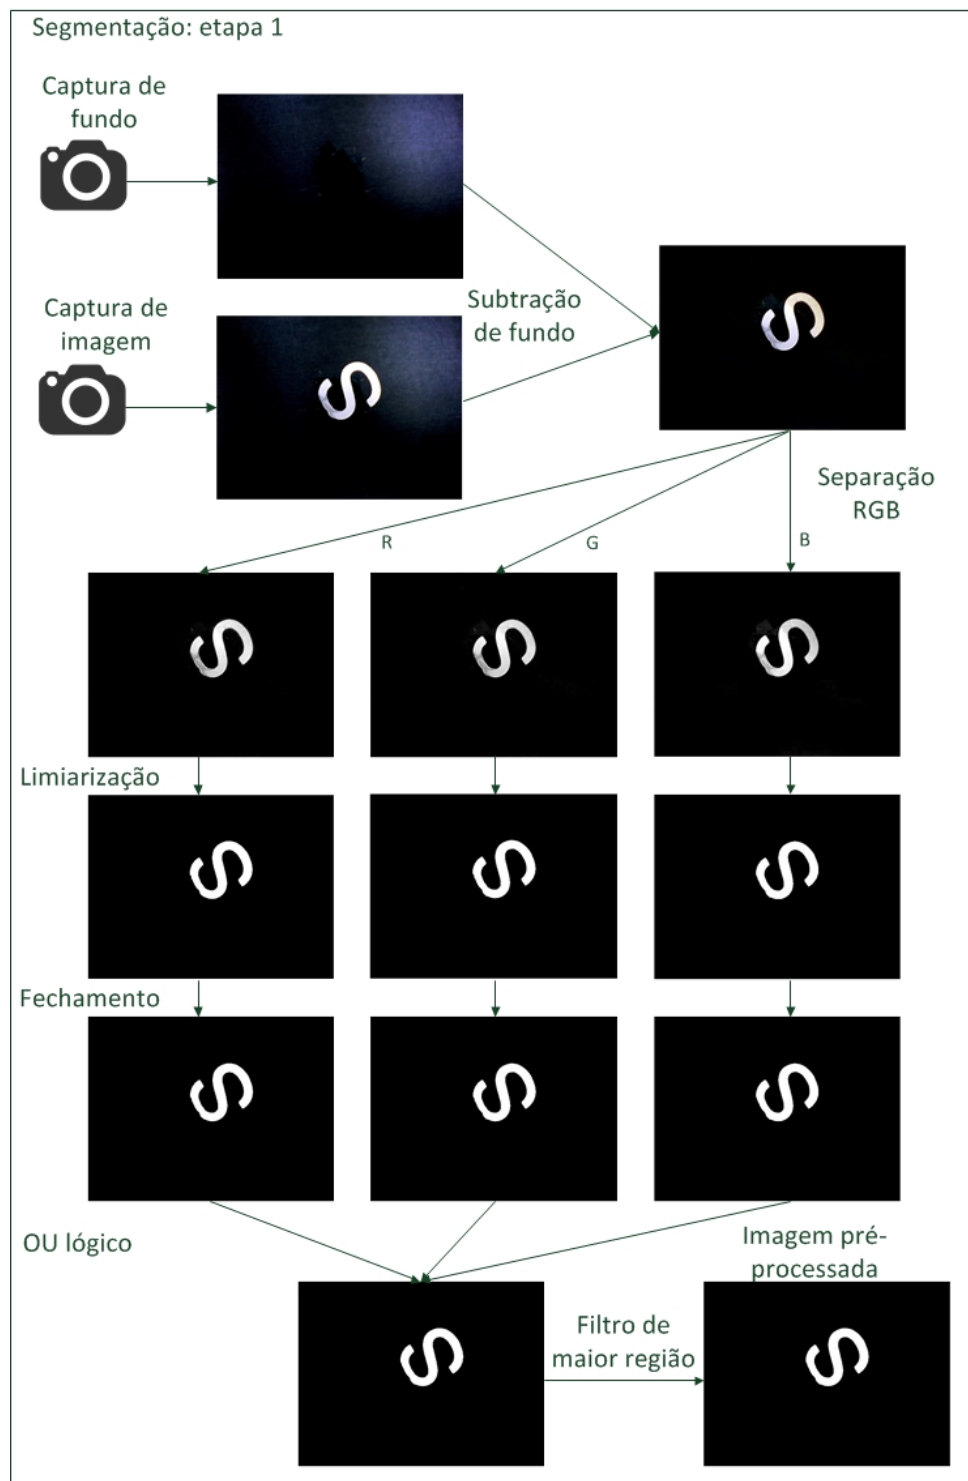 Segmentação: etapa 1
Captura de
fundo
Captura de
imagem
Subtração
de fundo
Separação
RGB
R
G
B
Limiarização
Fechamento
OU lógico
Imagem pré-
processada
Filtro de
maior região